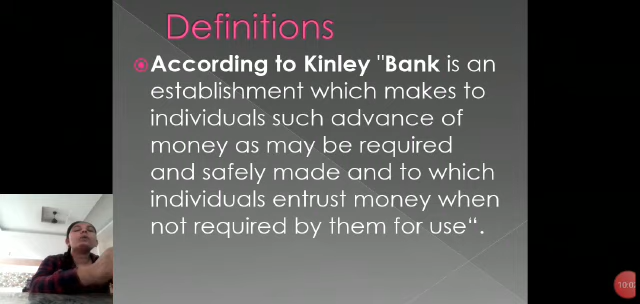 Definitions
According to Kinley "Bank is an
establishment which makes to
individuals such advance of
money as may be required
and safely made and to which
individuals entrust money when
not required by them for use“.